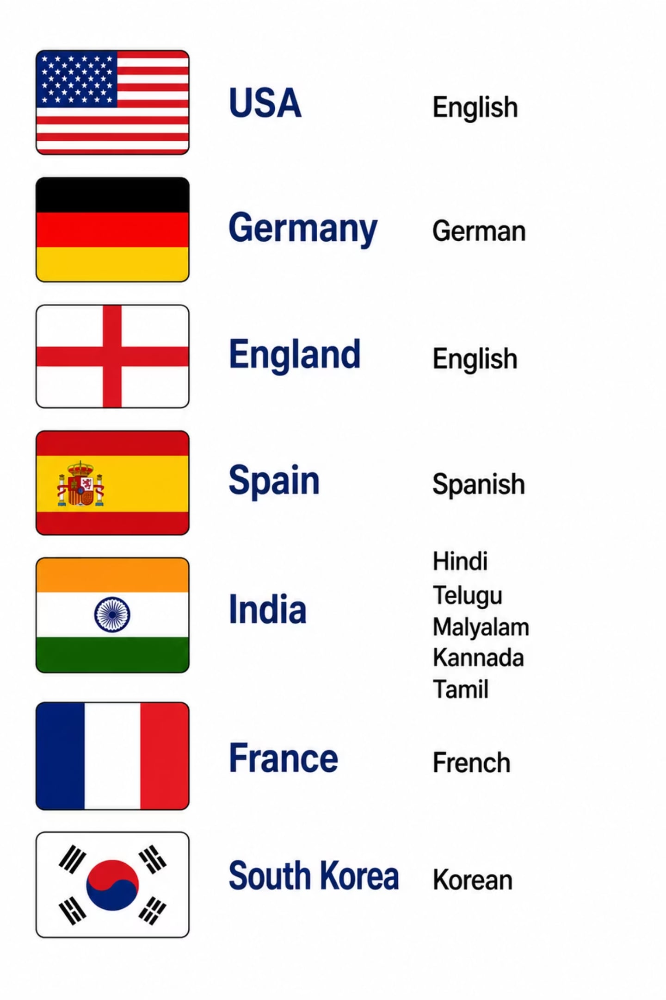 USA English
Germany German
England English
Spain Spanish
Hindi
Telugu
India
Malyalam
Kannada
Tamil
France French
South Korea Korean